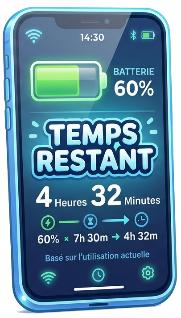 14:30
BATTERIE
60%
TEMPS
RESTANT
4 Heures 32 Minutes
60% × 7h 30m → 4h 32m
Basé sur l'utilisation actuelle